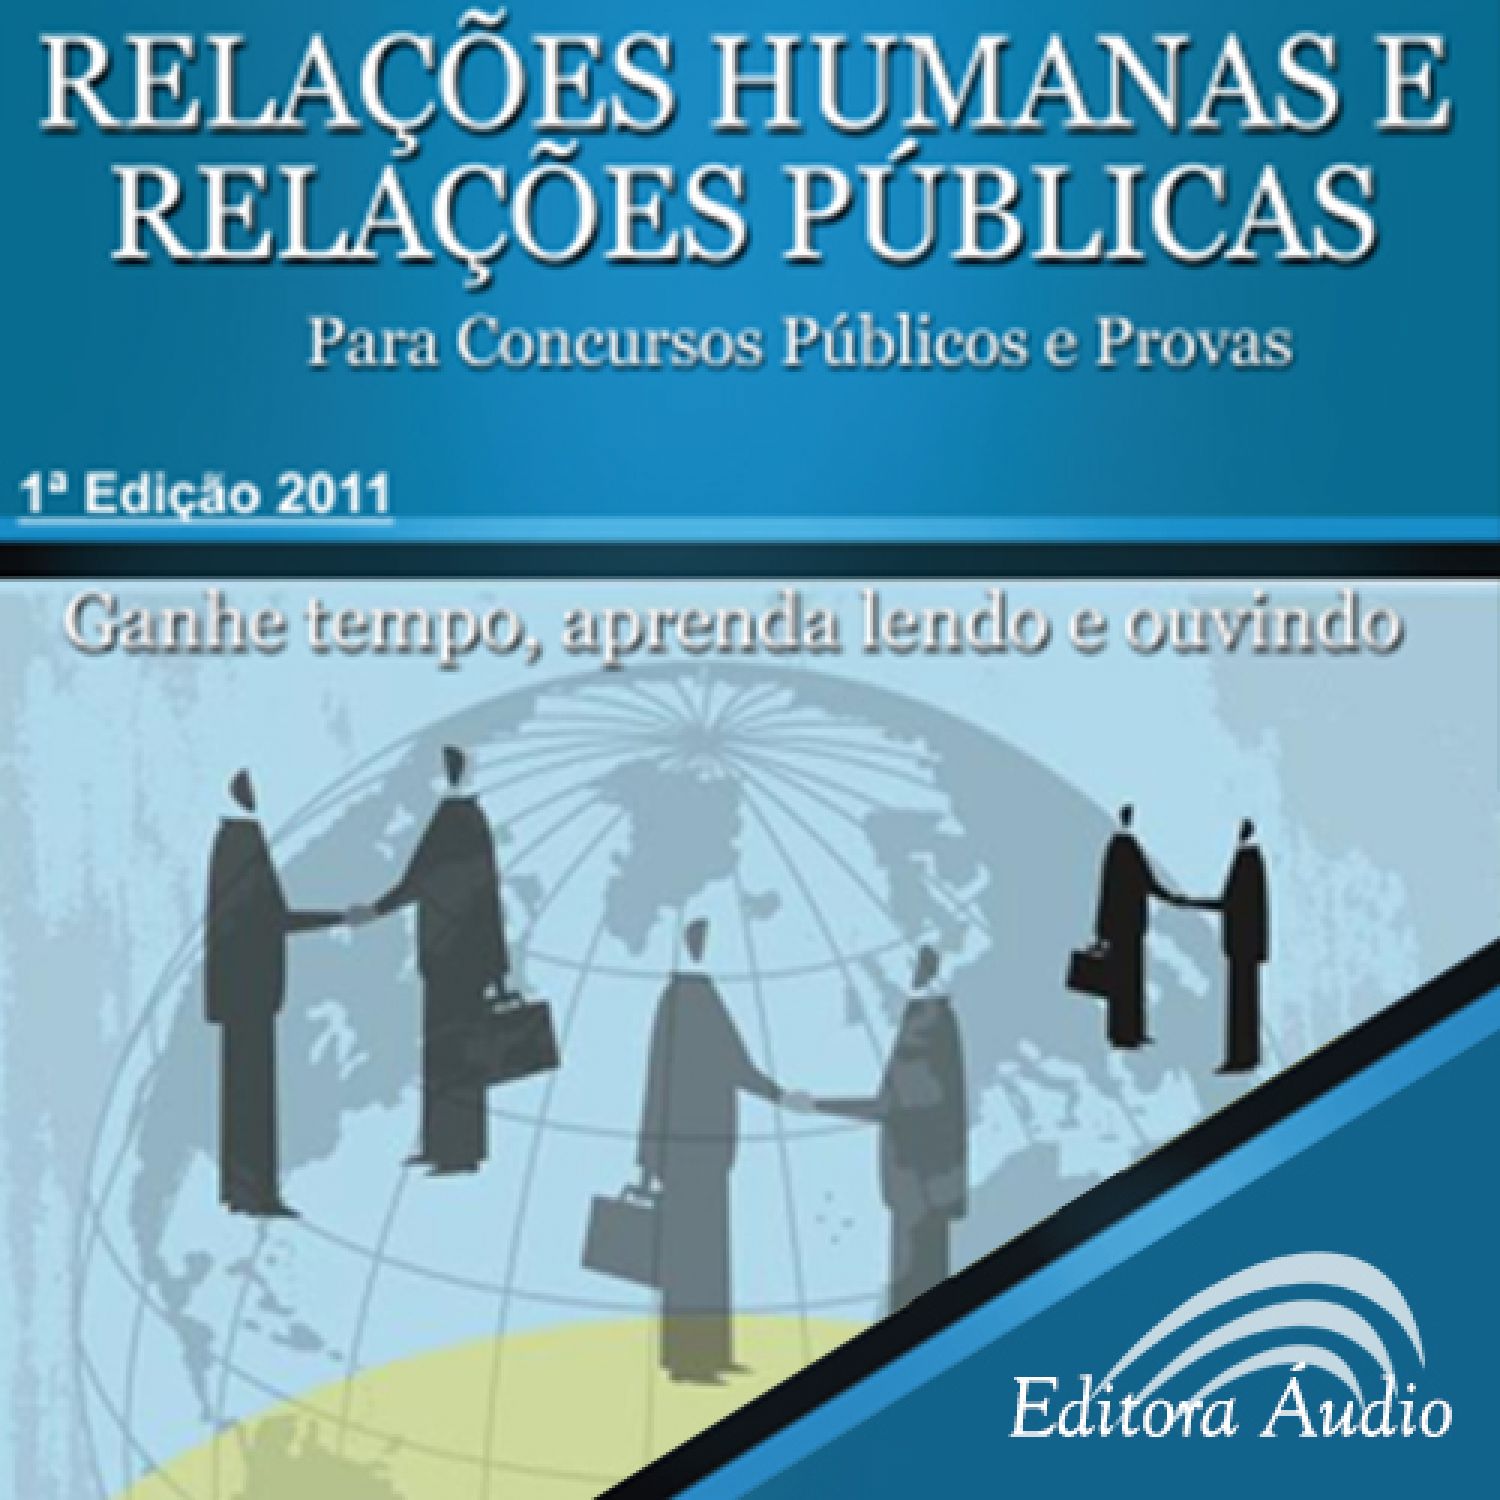 RELAÇÕES HUMANAS E
RELAÇÕES PÚBLICAS
Para Concursos Públicos e Provas
1ª Edição 2011
Ganhe tempo, aprenda lendo e ouvindo
Editora Áudio